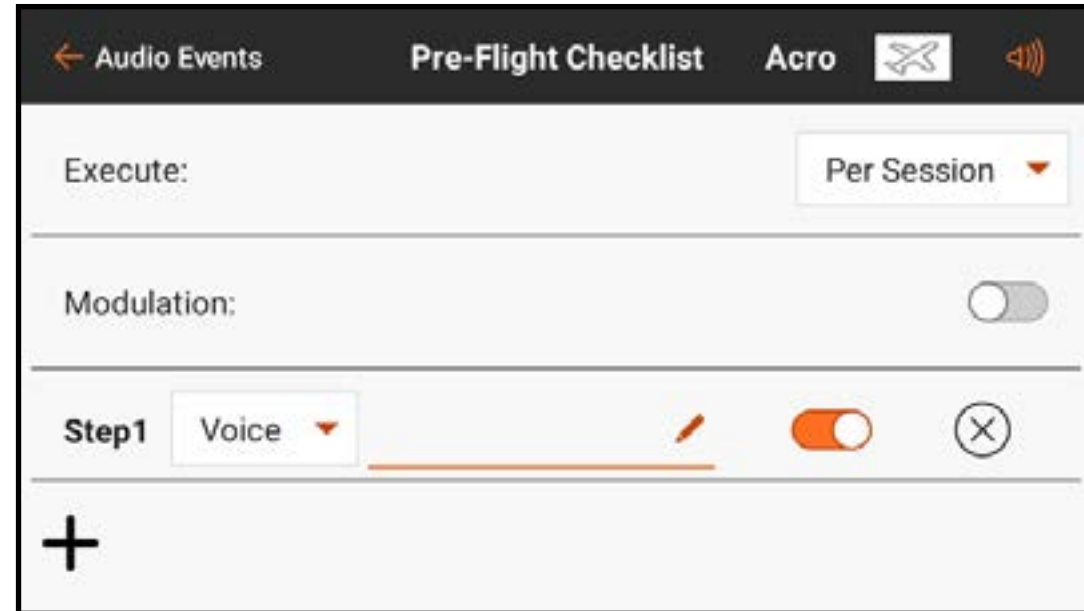 Audio Events Pre-Flight Checklist Acro
Execute: Per Session
Modulation:
Step1 Voice